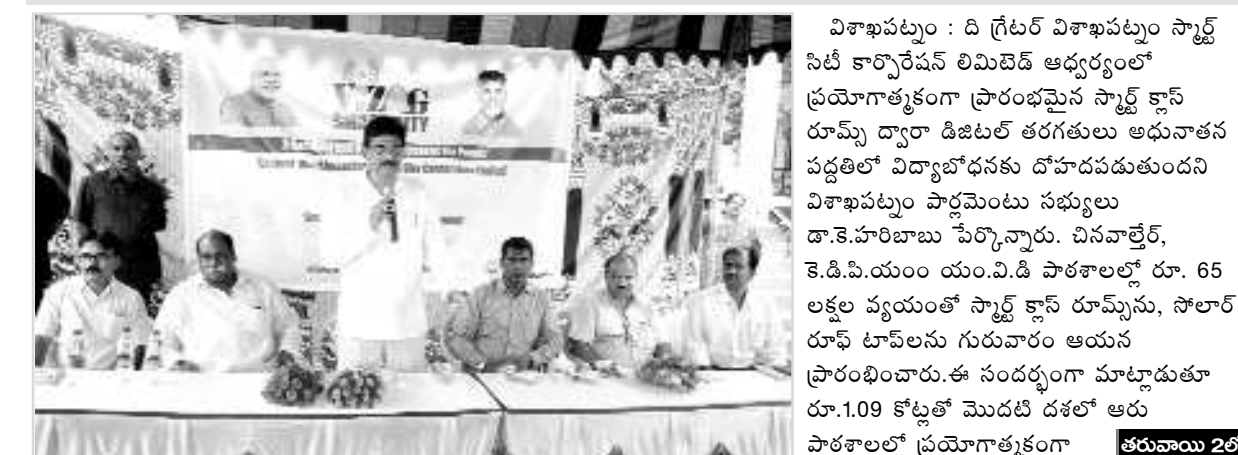 VIZAG
విశాఖపట్నం : ది గ్రేటర్ విశాఖపట్నం స్మార్ట్
సిటీ కార్పొరేషన్ లిమిటెడ్ ఆధ్వర్యంలో
ప్రయోగాత్మకంగా ప్రారంభమైన స్మార్ట్ క్లాస్
రూమ్స్ ద్వారా డిజిటల్ తరగతులు అధునాతన
పద్దతిలో విద్యాబోధనకు దోహదపడుతుందని
విశాఖపట్నం పార్లమెంటు సభ్యులు
డా.కె.హరిబాబు పేర్కొన్నారు. చినవాల్తేర్,
కె.డి.పి.యంం యం.వి.డి పాఠశాలల్లో రూ. 65
లక్షల వ్యయంతో స్మార్ట్ క్లాస్ రూమ్స్‌ను, సోలార్
రూఫ్ టాప్‌లను గురువారం ఆయన
ప్రారంభించారు.ఈ సందర్భంగా మాట్లాడుతూ
రూ.1.09 కోట్లతో మొదటి దశలో ఆరు
పాఠశాలలో ప్రయోగాత్మకంగా
తరువాయి 2లో